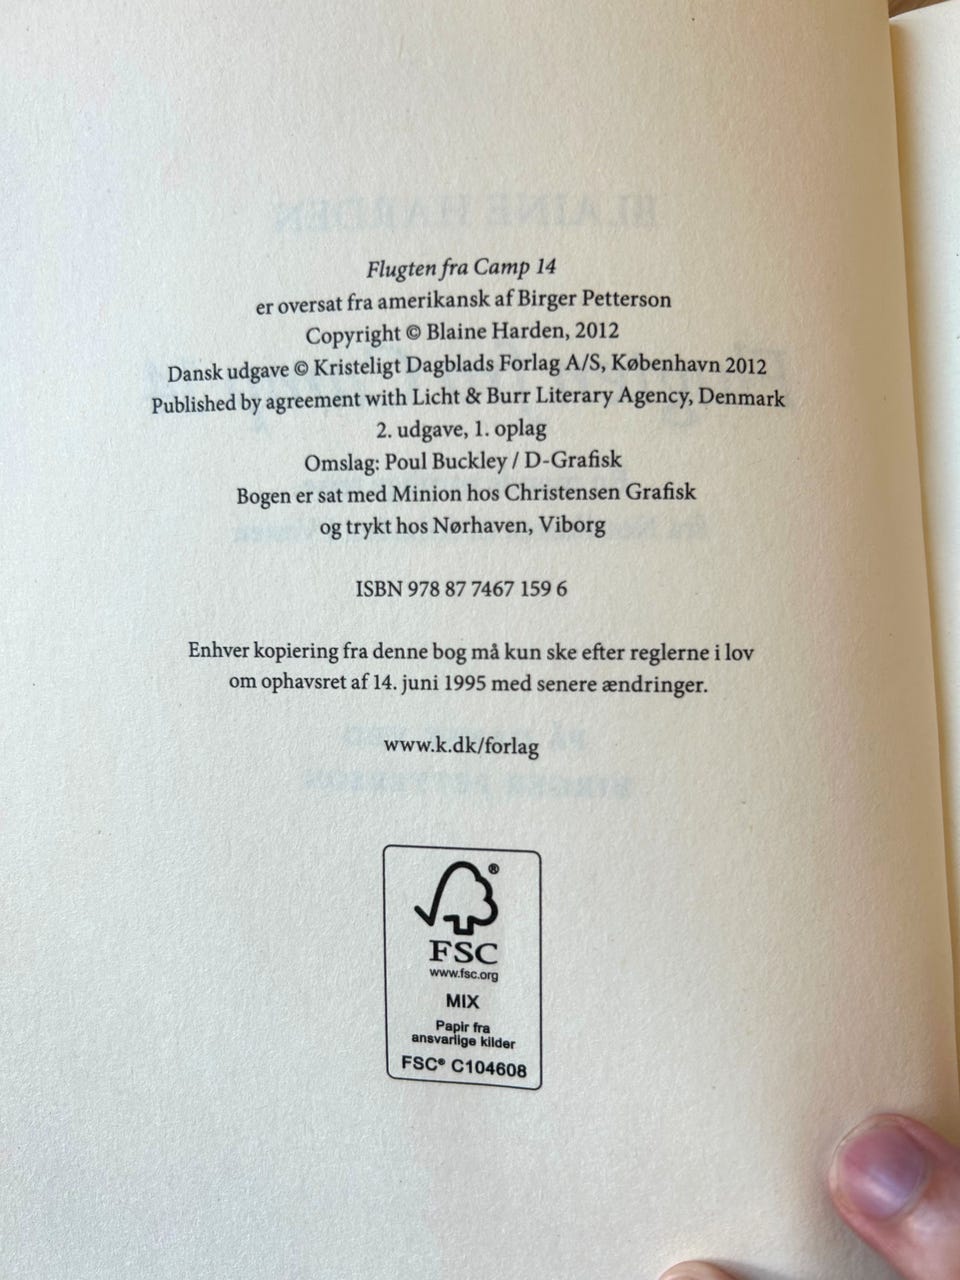 Flugten fra Camp 14
er oversat fra amerikansk af Birger Petterson
Copyright © Blaine Harden, 2012
Dansk udgave © Kristeligt Dagblads Forlag A/S, København 2012
Published by agreement with Licht & Burr Literary Agency, Denmark
2. udgave, 1. oplag
Omslag: Poul Buckley / D-Grafisk
Bogen er sat med Minion hos Christensen Grafisk
og trykt hos Nørhaven, Viborg
ISBN 978 87 7467 159 6
Enhver kopiering fra denne bog må kun ske efter reglerne i lov
om ophavsret af 14. juni 1995 med senere ændringer.
www.k.dk/forlag
®
FSC
www.fsc.org
MIX
Papir fra
ansvarlige kilder
FSC® C104608